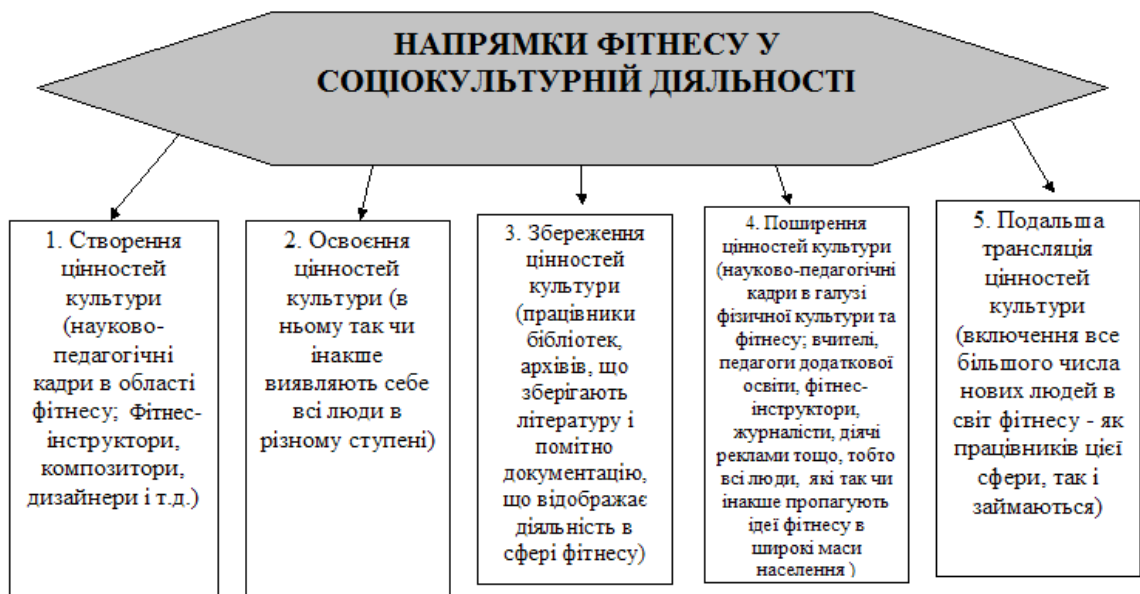 НАПРЯМКИ ФІТНЕСУ У
СОЦІОКУЛЬТУРНІЙ ДІЯЛЬНОСТІ
1. Створення
цінностей
культури
(науково-
педагогічні
кадри в області
фітнесу; Фітнес-
інструктори,
композитори,
дизайнери і т.д.)
2. Освоєння
цінностей
культури (в
ньому так чи
інакше
виявляють себе
всі люди в
різному ступені)
3. Збереження
цінностей
культури
(працівники
бібліотек,
архівів, що
зберігають
літературу і
помітно
документацію,
що відображає
діяльність в
сфері фітнесу)
4. Поширення
цінностей культури
(науково-педагогічні
кадри в галузі
фізичної культури та
фітнесу; вчителі,
педагоги додаткової
освіти, фітнес-
інструктори,
журналісти, діячі
реклами тощо, тобто
всі люди, які так чи
інакше пропагують
ідеї фітнесу в
широкі маси
населення )
5. Подальша
трансляція
цінностей
культури
(включення все
більшого числа
нових людей в
світ фітнесу - як
працівників цієї
сфери, так і
займаються)